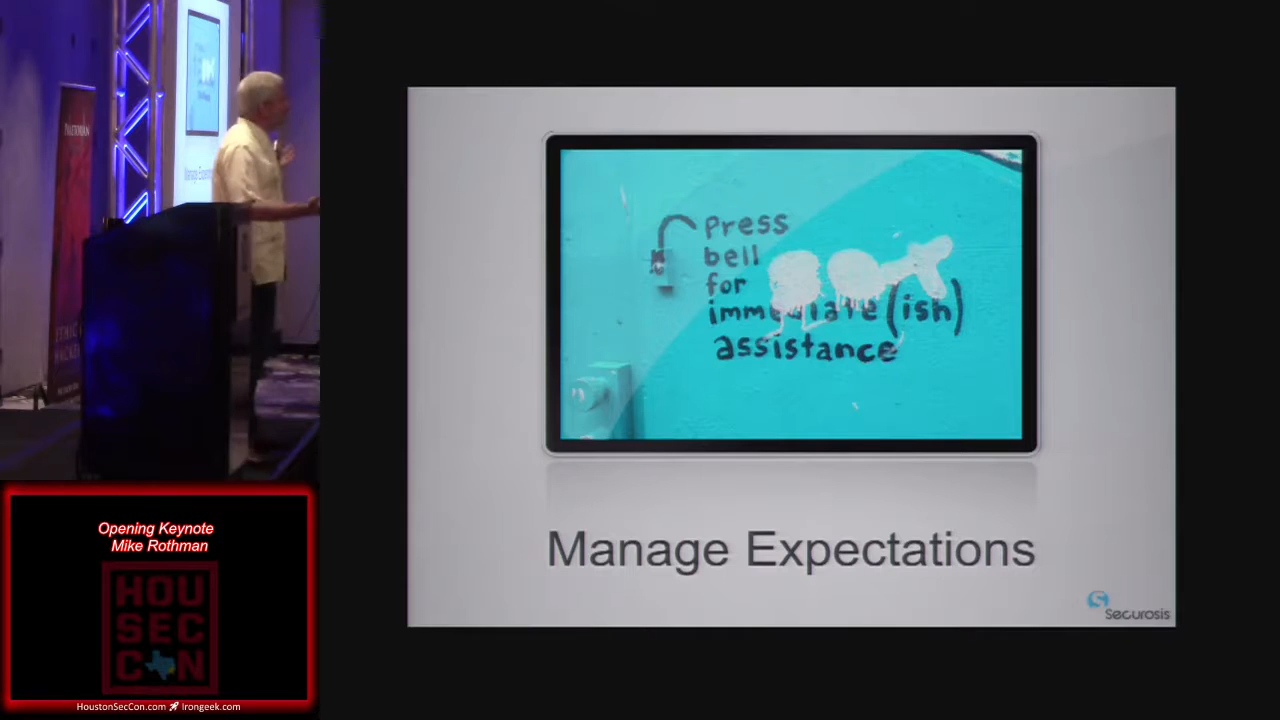 Press
bell
for
immediate(ish)
assistance
Manage Expectations
Securosis
Opening Keynote
Mike Rothman
HOU
SEC
CON
HoustonSecCon.com Irongeek.com